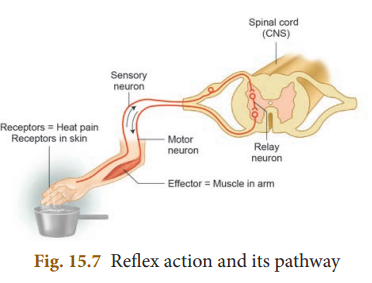 Spinal cord
(CNS)
Sensory
neuron
Receptors = Heat pain
Receptors in skin
Motor
neuron
Relay
neuron
Effector = Muscle in arm
Fig. 15.7 Reflex action and its pathway